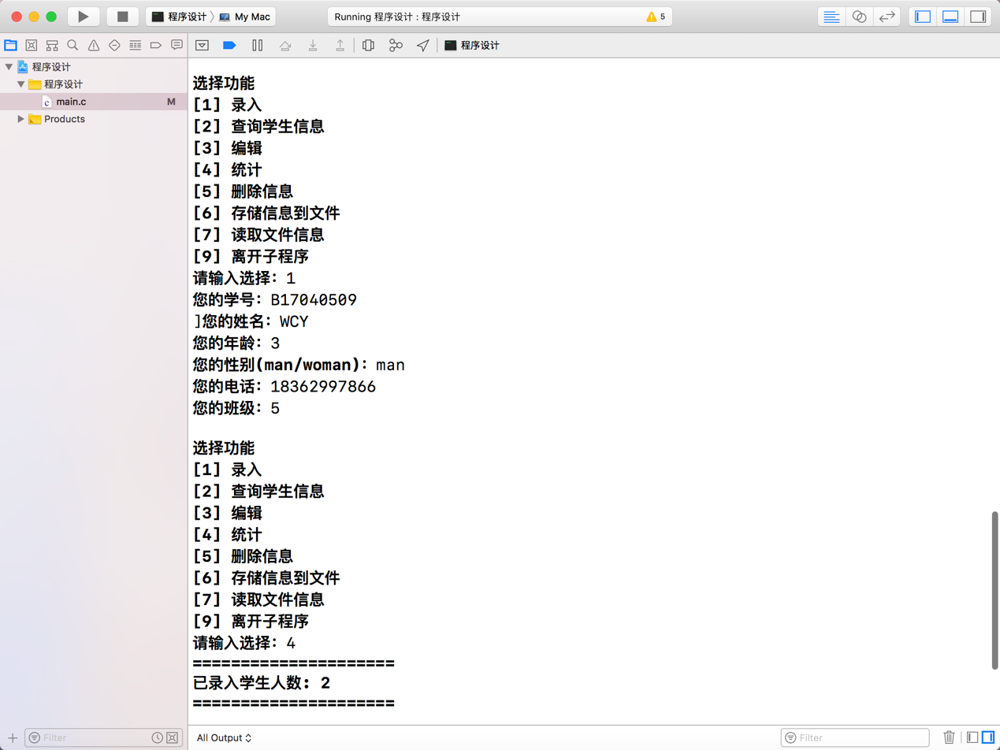 程序设计 〉 My Mac
Running 程序设计 : 程序设计
5
程序设计
程序设计
程序设计
main.c M
Products
选择功能
[1] 录入
[2] 查询学生信息
[3] 编辑
[4] 统计
[5] 删除信息
[6] 存储信息到文件
[7] 读取文件信息
[9] 离开子程序
请输入选择: 1
您的学号: B17040509
]您的姓名: WCY
您的年龄: 3
您的性别(man/woman): man
您的电话: 18362997866
您的班级: 5
选择功能
[1] 录入
[2] 查询学生信息
[3] 编辑
[4] 统计
[5] 删除信息
[6] 存储信息到文件
[7] 读取文件信息
[9] 离开子程序
请输入选择: 4
=====================
已录入学生人数: 2
=====================
Filter
All Output
Filter